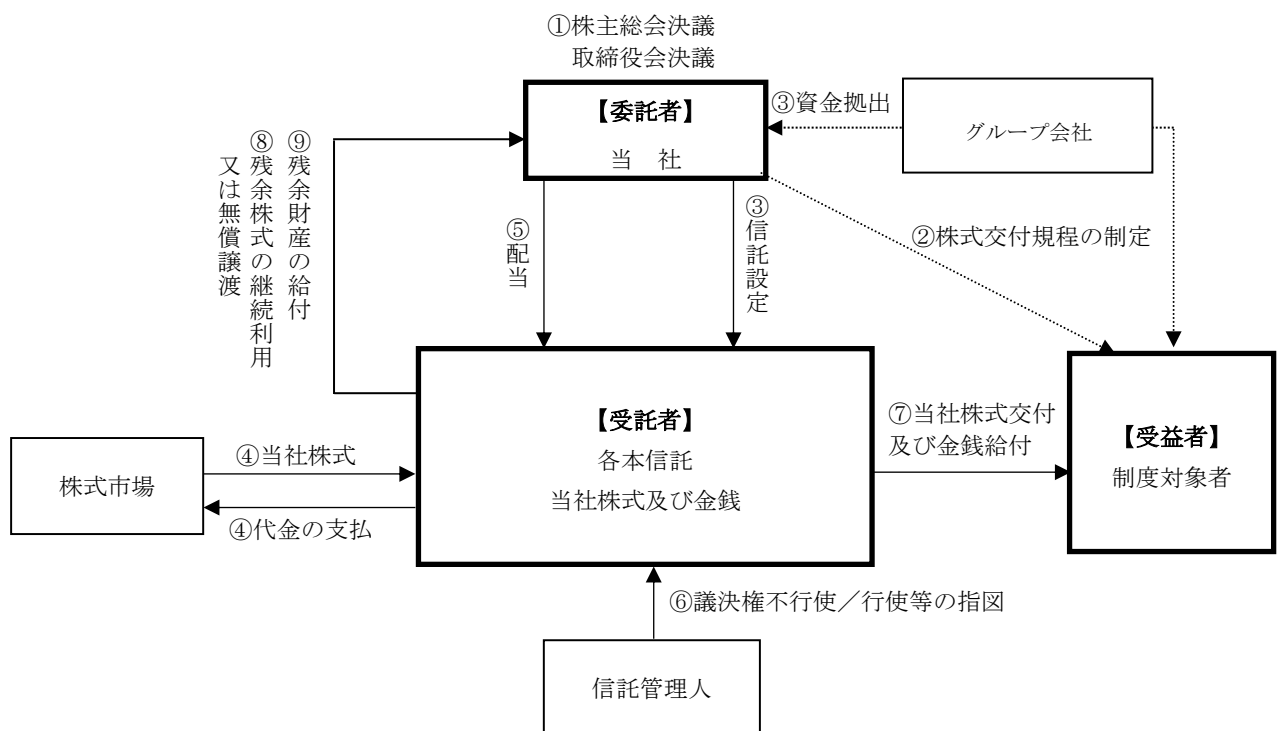 ①株主総会決議
取締役会決議
【委託者】
当　社
③資金拠出
グループ会社
⑨残余財産の給付
⑧残余株式の継続利用
又は無償譲渡
⑤配当
③信託設定
②株式交付規程の制定
【受託者】
各本信託
当社株式及び金銭
⑦当社株式交付
及び金銭給付
【受益者】
制度対象者
株式市場
④当社株式
④代金の支払
⑥議決権不行使／行使等の指図
信託管理人